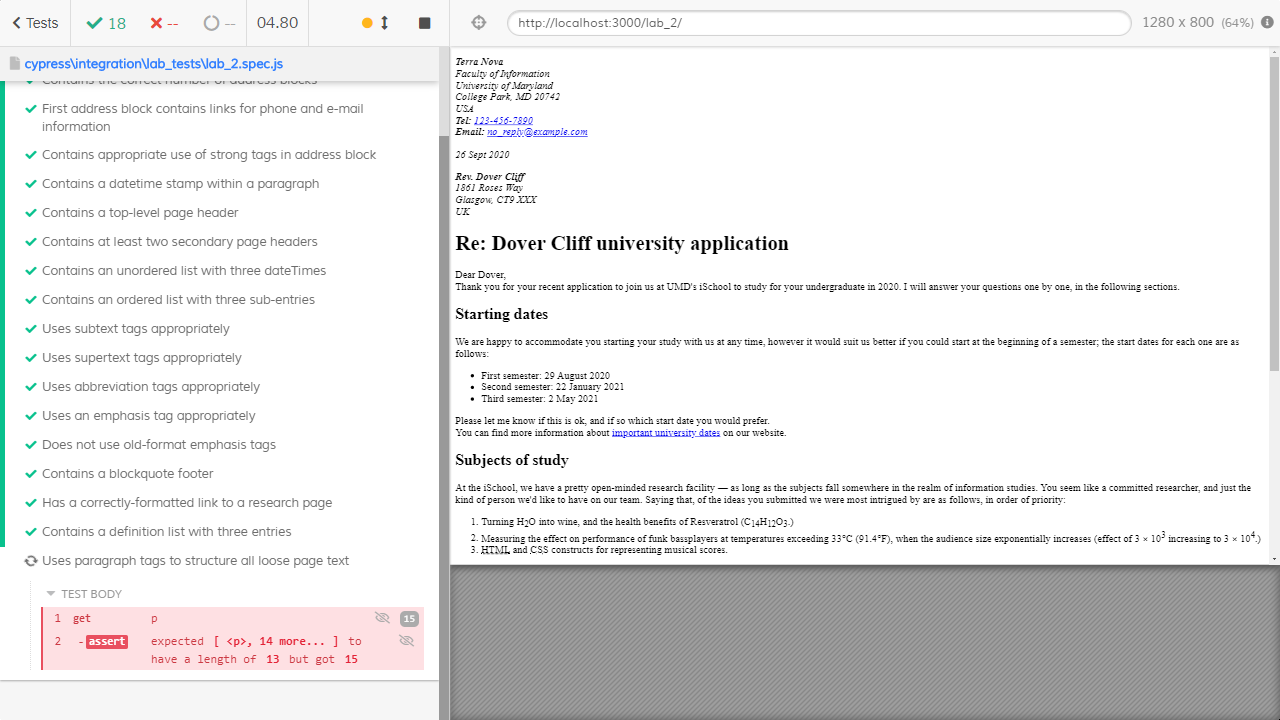 Tests
18
--
--
04.80
http://localhost:3000/lab_2/
1280 x 800 (64%)
cypress\integration\lab_tests\lab_2.spec.js
Contains the correct number of address blocks
First address block contains links for phone and e-mail
information
Contains appropriate use of strong tags in address block
Contains a datetime stamp within a paragraph
Contains a top-level page header
Contains at least two secondary page headers
Contains an unordered list with three dateTimes
Contains an ordered list with three sub-entries
Uses subtext tags appropriately
Uses supertext tags appropriately
Uses abbreviation tags appropriately
Uses an emphasis tag appropriately
Does not use old-format emphasis tags
Contains a blockquote footer
Has a correctly-formatted link to a research page
Contains a definition list with three entries
Uses paragraph tags to structure all loose page text
TEST BODY
1 get p 15
2 -assert expected [ <p>, 14 more... ] to
have a length of 13 but got 15
Terra Nova
Faculty of Information
University of Maryland
College Park, MD 20742
USA
Tel: 123-456-7890
Email: no_reply@example.com
26 Sept 2020
Rev. Dover Cliff
1861 Roses Way
Glasgow, CT9 XXX
UK
Re: Dover Cliff university application
Dear Dover,
Thank you for your recent application to join us at UMD's iSchool to study for your undergraduate in 2020. I will answer your questions one by one, in the following sections.
Starting dates
We are happy to accommodate you starting your study with us at any time, however it would suit us better if you could start at the beginning of a semester; the start dates for each one are as
follows:
• First semester: 29 August 2020
• Second semester: 22 January 2021
• Third semester: 2 May 2021
Please let me know if this is ok, and if so which start date you would prefer.
You can find more information about important university dates on our website.
Subjects of study
At the iSchool, we have a pretty open-minded research facility — as long as the subjects fall somewhere in the realm of information studies. You seem like a committed researcher, and just the
kind of person we'd like to have on our team. Saying that, of the ideas you submitted we were most intrigued by are as follows, in order of priority:
1. Turning H2O into wine, and the health benefits of Resveratrol (C14H12O3.)
2. Measuring the effect on performance of funk bassplayers at temperatures exceeding 33°C (91.4°F), when the audience size exponentially increases (effect of 3 × 10³ increasing to 3 × 10⁴.)
3. HTML and CSS constructs for representing musical scores.